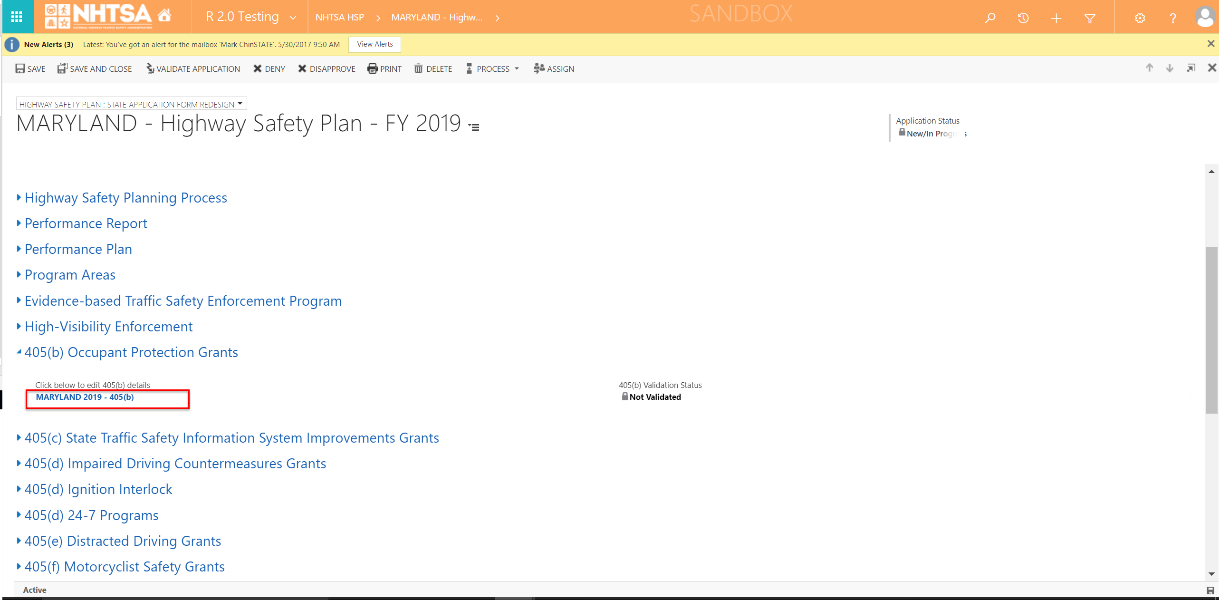 NHTSA
R 2.0 Testing
NHTSA HSP
MARYLAND - Highw...
SANDBOX
New Alerts (3) Latest: You've got an alert for the mailbox 'Mark ChinSTATE'. 5/30/2017 9:50 AM View Alerts
SAVE SAVE AND CLOSE VALIDATE APPLICATION DENY DISAPPROVE PRINT DELETE PROCESS ASSIGN
HIGHWAY SAFETY PLAN : STATE APPLICATION FORM REDESIGN
MARYLAND - Highway Safety Plan - FY 2019
Application Status
New/In Progress
Highway Safety Planning Process
Performance Report
Performance Plan
Program Areas
Evidence-based Traffic Safety Enforcement Program
High-Visibility Enforcement
405(b) Occupant Protection Grants
Click below to edit 405(b) details
MARYLAND 2019 - 405(b)
405(b) Validation Status
Not Validated
405(c) State Traffic Safety Information System Improvements Grants
405(d) Impaired Driving Countermeasures Grants
405(d) Ignition Interlock
405(d) 24-7 Programs
405(e) Distracted Driving Grants
405(f) Motorcyclist Safety Grants
Active